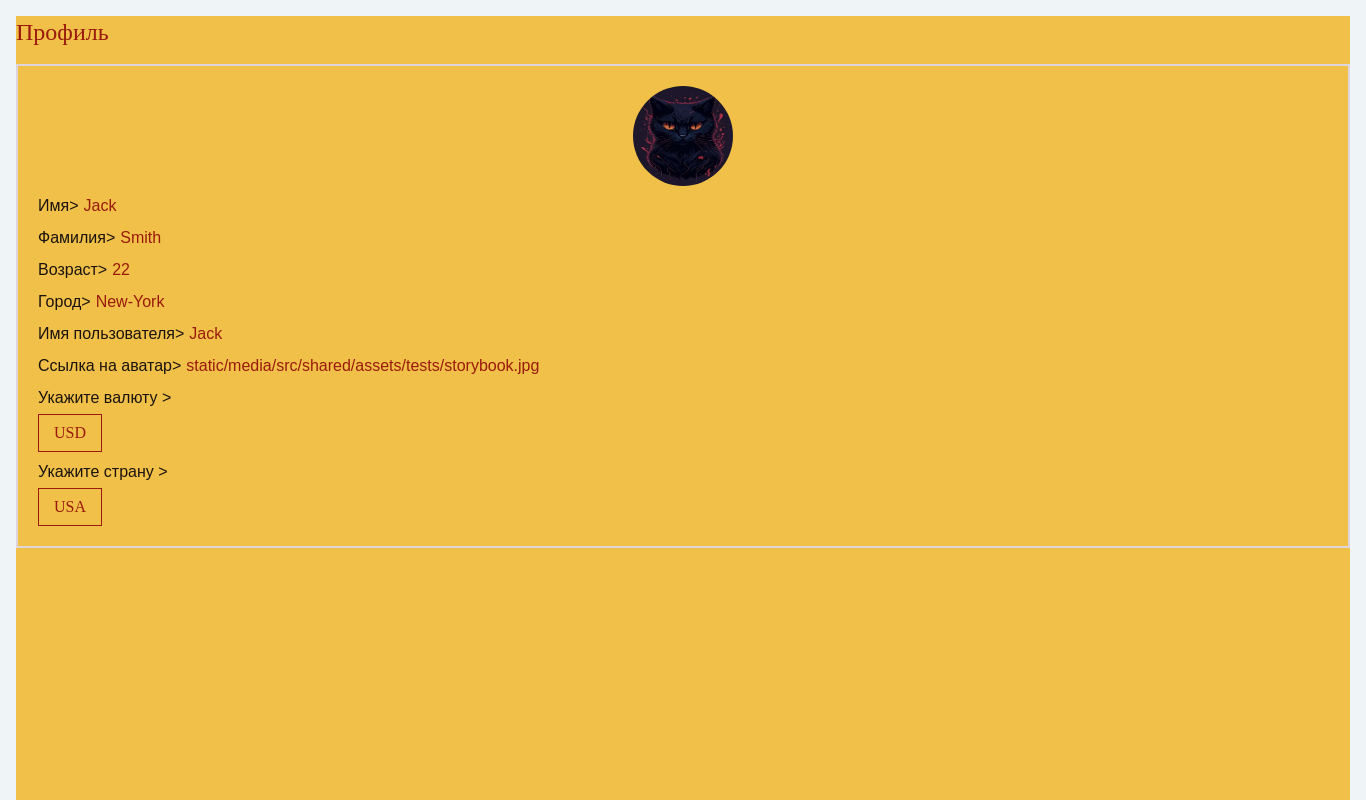 Профиль
Имя> Jack
Фамилия> Smith
Возраст> 22
Город> New-York
Имя пользователя> Jack
Ссылка на аватар> static/media/src/shared/assets/tests/storybook.jpg
Укажите валюту >
USD
Укажите страну >
USA